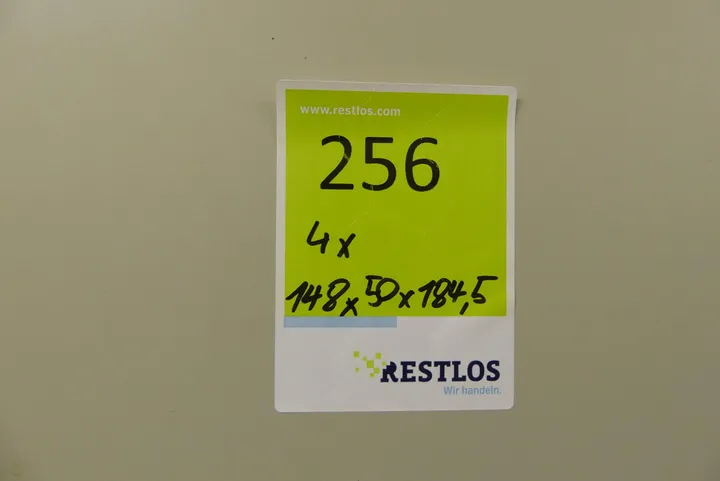 www.restlos.com
256
4x
148x50x184,5
RESTLOS
Wir handeln.